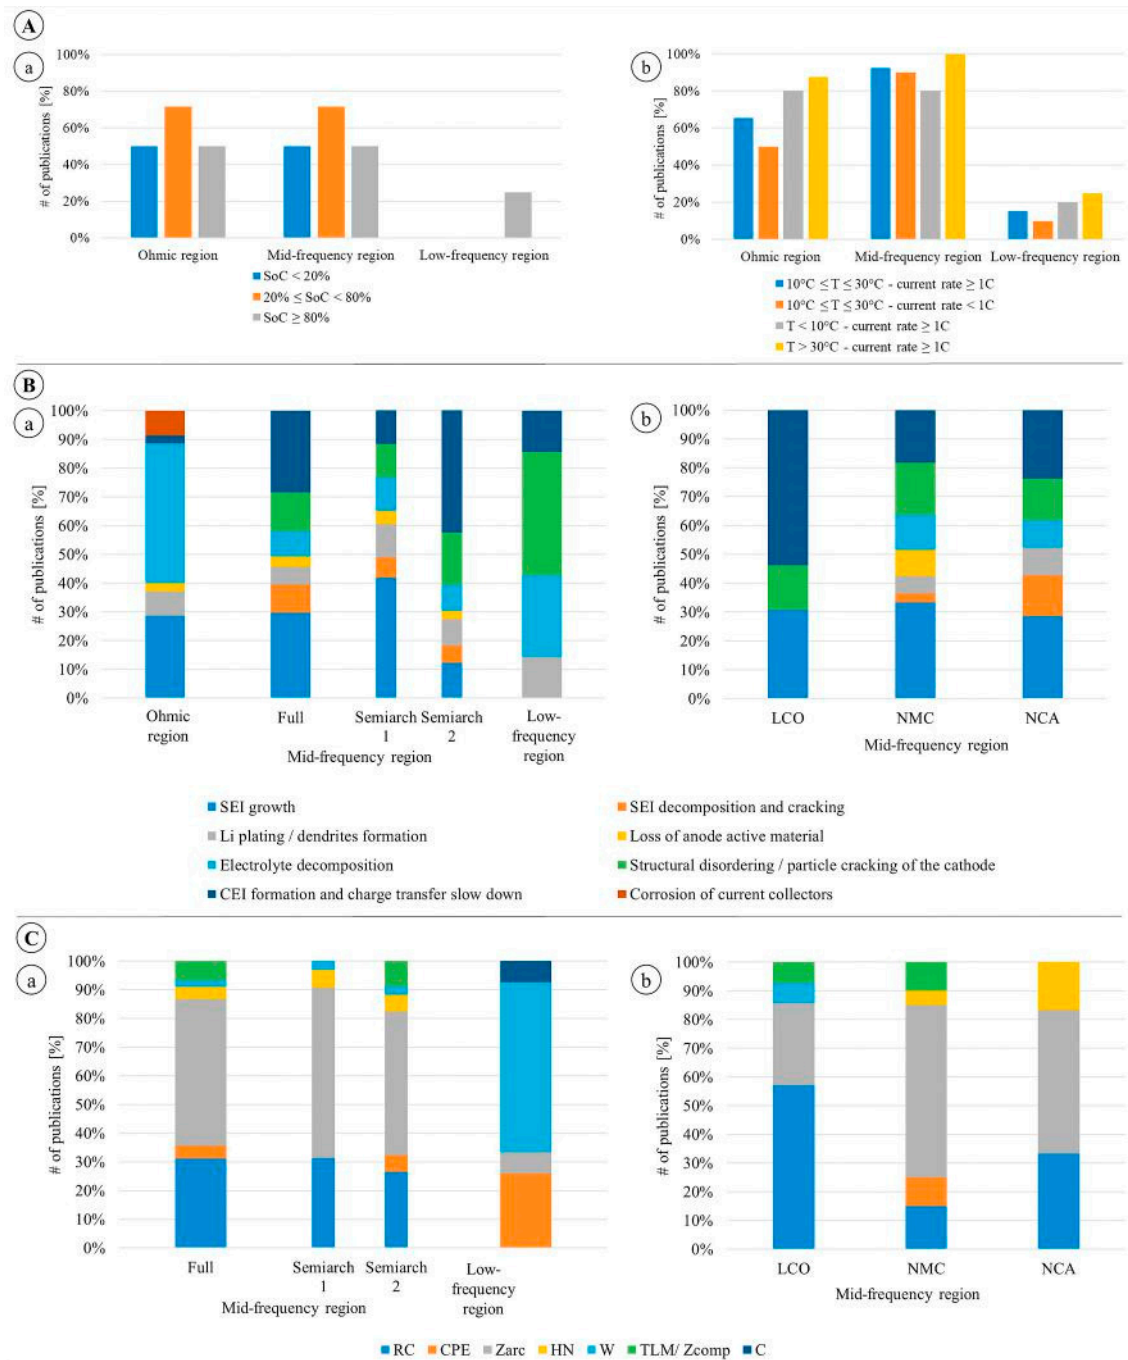 A
a
# of publications [%]
100%
80%
60%
40%
20%
0%
Ohmic region
Mid-frequency region
Low-frequency region
SoC < 20%
20% ≤ SoC < 80%
SoC ≥ 80%
b
# of publications [%]
100%
80%
60%
40%
20%
0%
Ohmic region
Mid-frequency region
Low-frequency region
10°C ≤ T ≤ 30°C - current rate ≥ 1C
10°C ≤ T ≤ 30°C - current rate < 1C
T < 10°C - current rate ≥ 1C
T > 30°C - current rate ≥ 1C
B
a
# of publications [%]
100%
90%
80%
70%
60%
50%
40%
30%
20%
10%
0%
Ohmic
region
Full
Semiarch
1
Semiarch
2
Low-
frequency
region
Mid-frequency region
b
# of publications [%]
100%
90%
80%
70%
60%
50%
40%
30%
20%
10%
0%
LCO
NMC
NCA
Mid-frequency region
SEI growth
SEI decomposition and cracking
Li plating / dendrites formation
Loss of anode active material
Electrolyte decomposition
Structural disordering / particle cracking of the cathode
CEI formation and charge transfer slow down
Corrosion of current collectors
C
a
# of publications [%]
100%
90%
80%
70%
60%
50%
40%
30%
20%
10%
0%
Full
Semiarch
1
Semiarch
2
Low-
frequency
region
Mid-frequency region
b
# of publications [%]
100%
90%
80%
70%
60%
50%
40%
30%
20%
10%
0%
LCO
NMC
NCA
Mid-frequency region
RC CPE Zarc HN W TLM/ Zcomp C